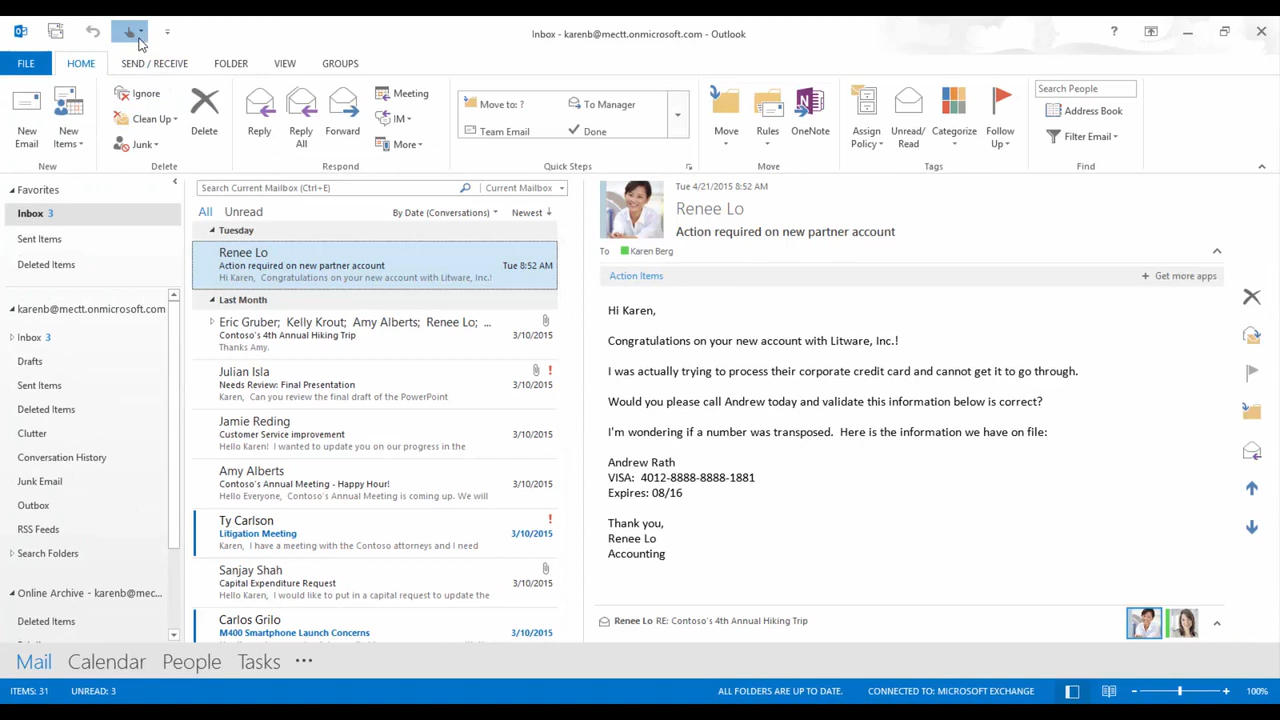 Inbox - karenb@mectt.onmicrosoft.com - Outlook
?
FILE HOME SEND / RECEIVE FOLDER VIEW GROUPS
New Email
New Items
Ignore
Clean Up
Junk
Delete
Reply
Reply All
Forward
Meeting
IM
More
Move to: ?
To Manager
Team Email
Done
Move
Rules
OneNote
Assign Policy
Unread/ Read
Categorize
Follow Up
Search People
Address Book
Filter Email
New Delete Respond Quick Steps Move Tags Find
Favorites
Inbox 3
Sent Items
Deleted Items
karenb@mectt.onmicrosoft.com
Inbox 3
Drafts
Sent Items
Deleted Items
Clutter
Conversation History
Junk Email
Outbox
RSS Feeds
Search Folders
Online Archive - karenb@mec...
Deleted Items
Search Current Mailbox (Ctrl+E) Current Mailbox
All Unread By Date (Conversations) Newest
Tuesday
Renee Lo
Action required on new partner account Tue 8:52 AM
Hi Karen, Congratulations on your new account with Litware, Inc.!
Last Month
Eric Gruber; Kelly Krout; Amy Alberts; Renee Lo; ...
Contoso's 4th Annual Hiking Trip 3/10/2015
Thanks Amy.
Julian Isla
Needs Review: Final Presentation 3/10/2015
Karen, Can you review the final draft of the PowerPoint
Jamie Reding
Customer Service improvement 3/10/2015
Hello Karen! I wanted to update you on our progress in the
Amy Alberts
Contoso's Annual Meeting - Happy Hour! 3/10/2015
Hello Everyone, Contoso's Annual Meeting is coming up. We will
Ty Carlson
Litigation Meeting 3/10/2015
Karen, I have a meeting with the Contoso attorneys and I need
Sanjay Shah
Capital Expenditure Request 3/10/2015
Hello Karen, I would like to put in a capital request to update the
Carlos Grilo
M400 Smartphone Launch Concerns 3/10/2015
Tue 4/21/2015 8:52 AM
Renee Lo
Action required on new partner account
To Karen Berg
Action Items + Get more apps
Hi Karen,
Congratulations on your new account with Litware, Inc.!
I was actually trying to process their corporate credit card and cannot get it to go through.
Would you please call Andrew today and validate this information below is correct?
I'm wondering if a number was transposed. Here is the information we have on file:
Andrew Rath
VISA: 4012-8888-8888-1881
Expires: 08/16
Thank you,
Renee Lo
Accounting
Renee Lo RE: Contoso's 4th Annual Hiking Trip
Mail Calendar People Tasks ...
ITEMS: 31 UNREAD: 3 ALL FOLDERS ARE UP TO DATE. CONNECTED TO: MICROSOFT EXCHANGE 100%